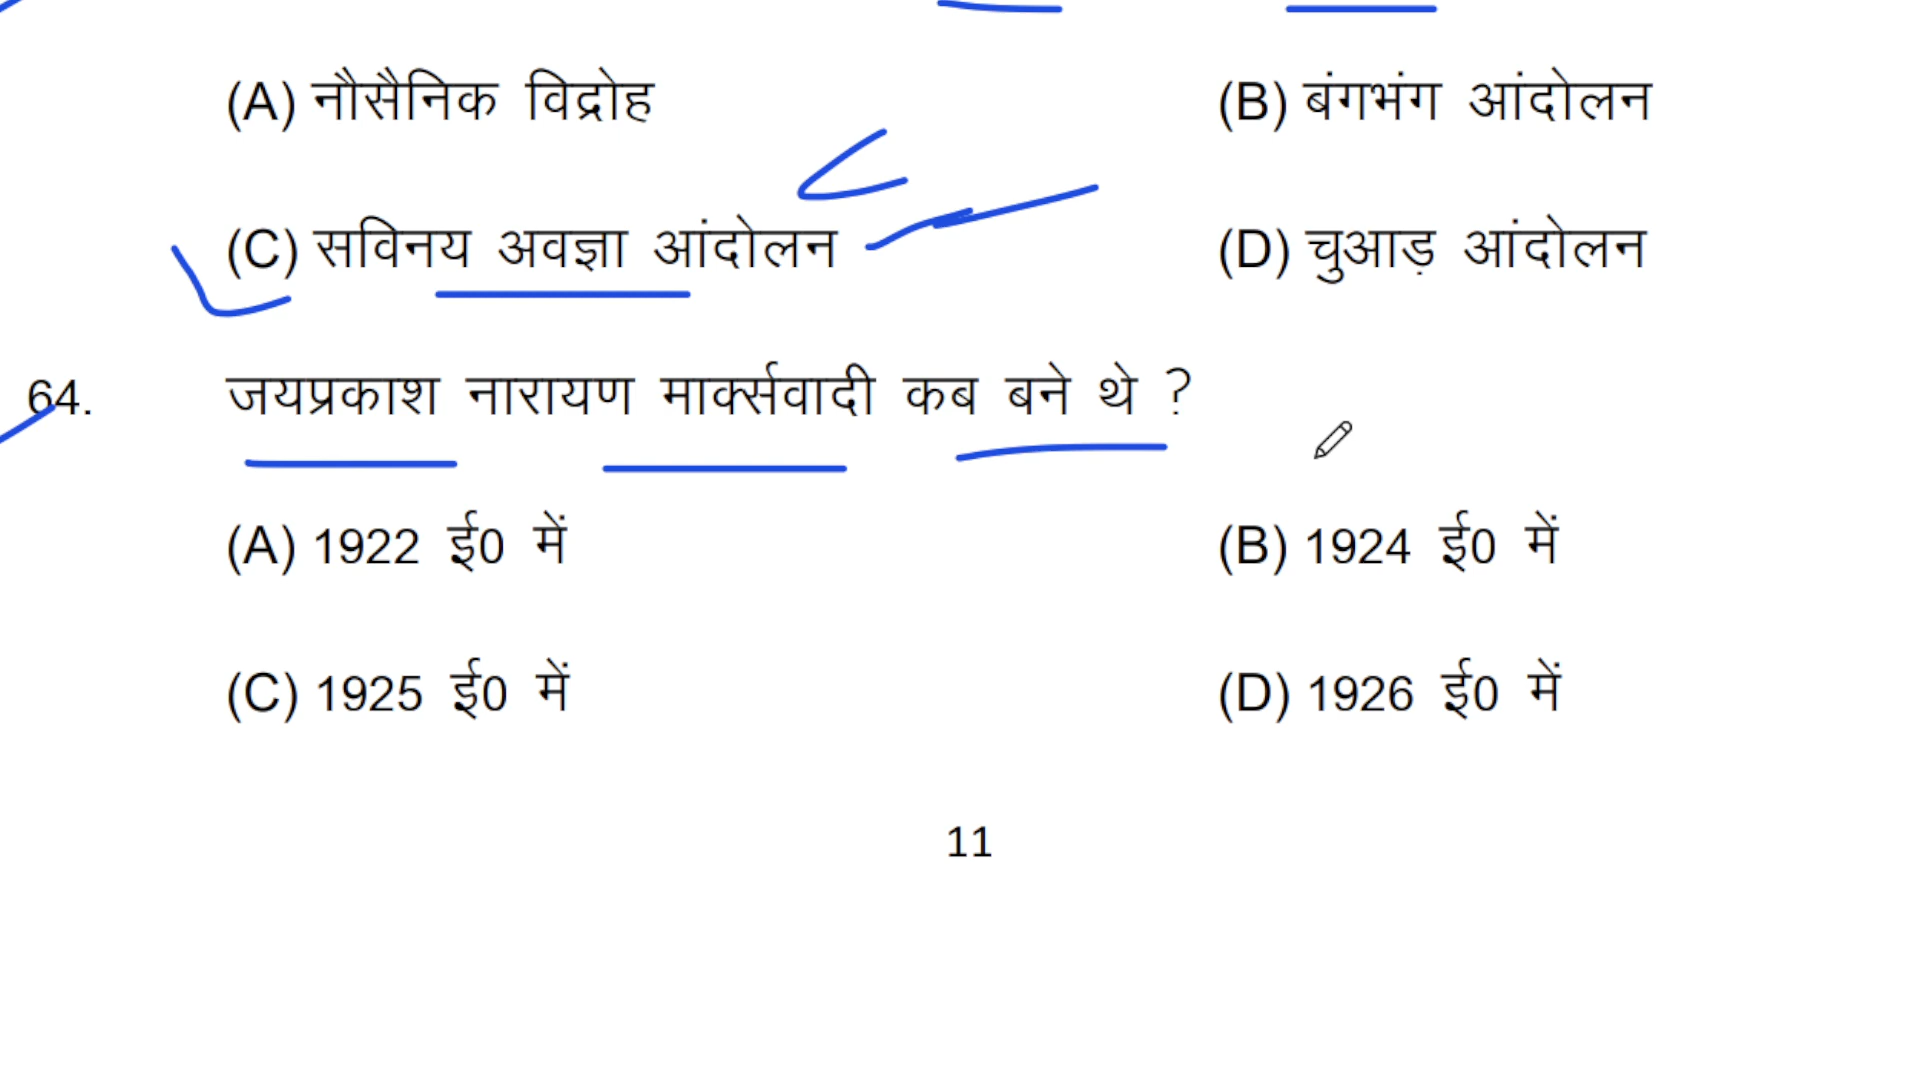 (A) नौसैनिक विद्रोह (B) बंगभंग आंदोलन
(C) सविनय अवज्ञा आंदोलन (D) चुआड़ आंदोलन
64. जयप्रकाश नारायण मार्क्सवादी कब बने थे ?
(A) 1922 ई0 में (B) 1924 ई0 में
(C) 1925 ई0 में (D) 1926 ई0 में
11